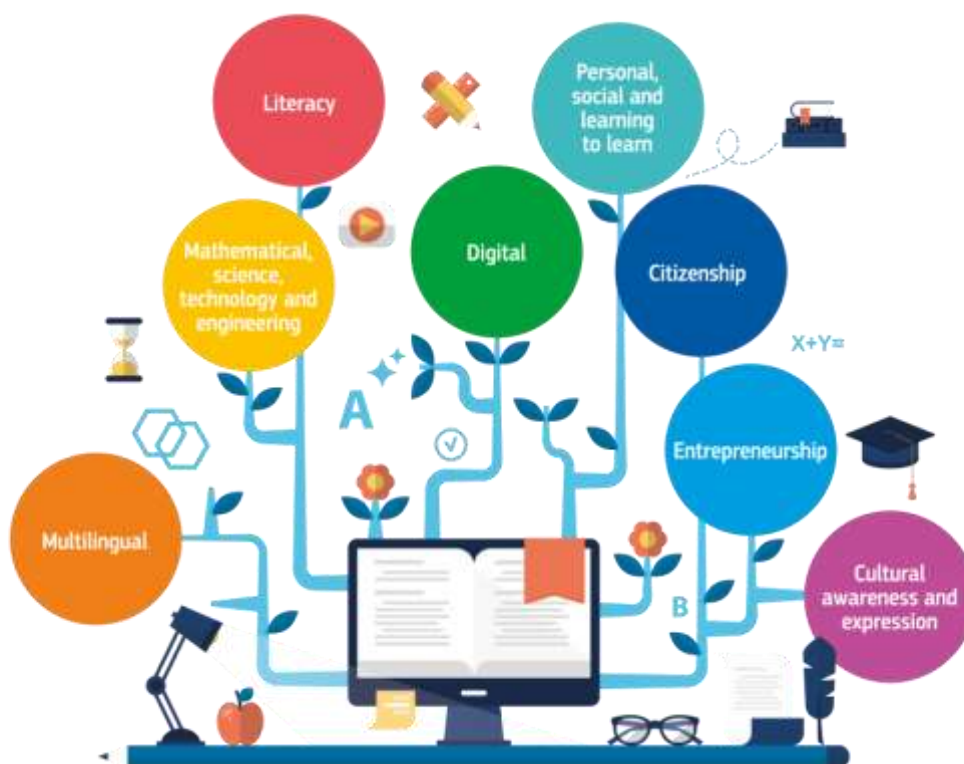 Literacy
Personal,
social and
learning
to learn
Mathematical,
science,
technology and
engineering
Digital
Citizenship
X+Y=
A
Entrepreneurship
Multilingual
Cultural
awareness and
expression
B